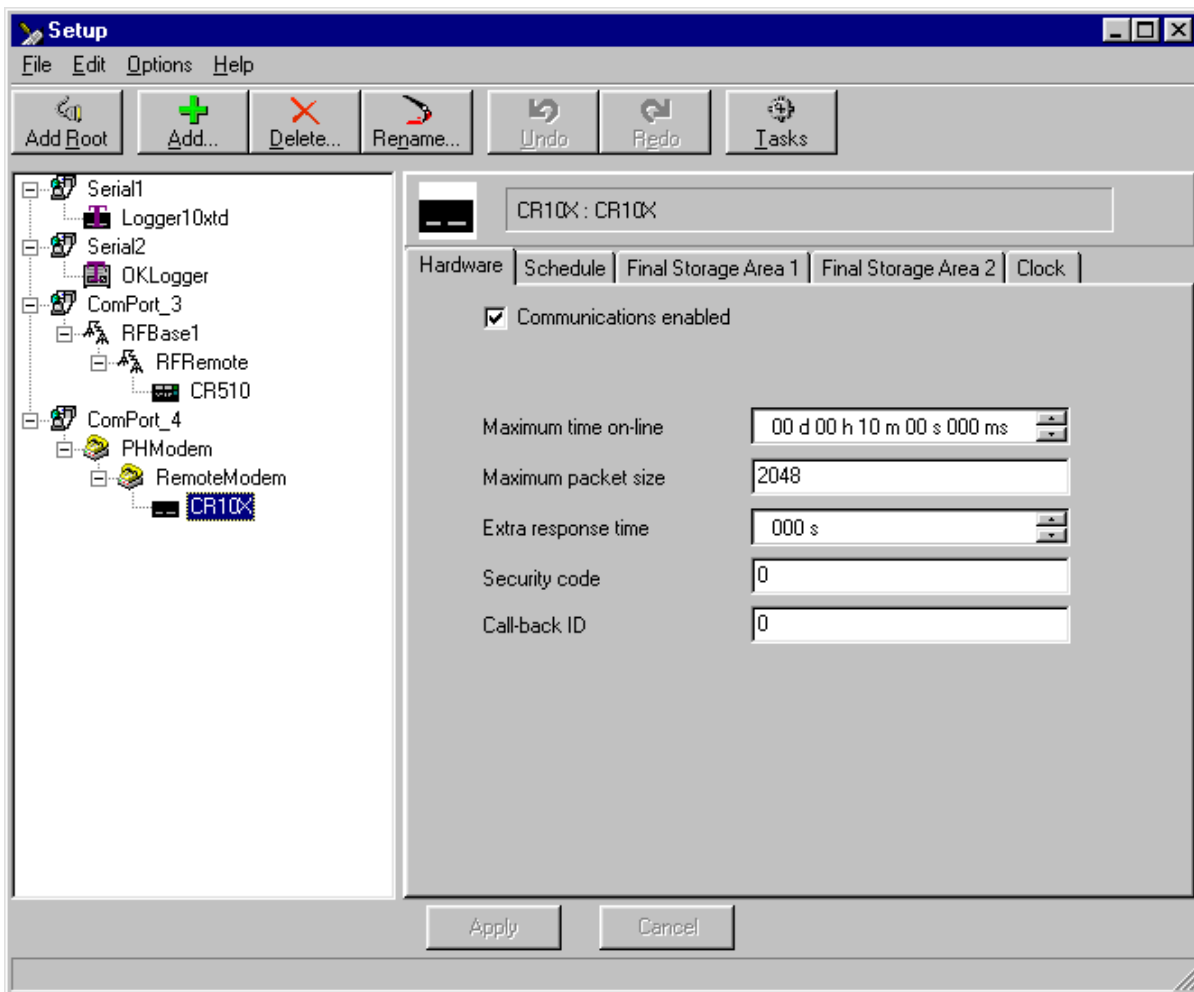 Setup
File Edit Options Help
Add Root Add... Delete... Rename... Undo Redo Tasks
Serial1
Logger10xtd
Serial2
OKLogger
ComPort_3
RFBase1
RFRemote
CR510
ComPort_4
PHModem
RemoteModem
CR10X
CR10X : CR10X
Hardware Schedule Final Storage Area 1 Final Storage Area 2 Clock
Communications enabled
Maximum time on-line 00 d 00 h 10 m 00 s 000 ms
Maximum packet size 2048
Extra response time 000 s
Security code 0
Call-back ID 0
Apply Cancel